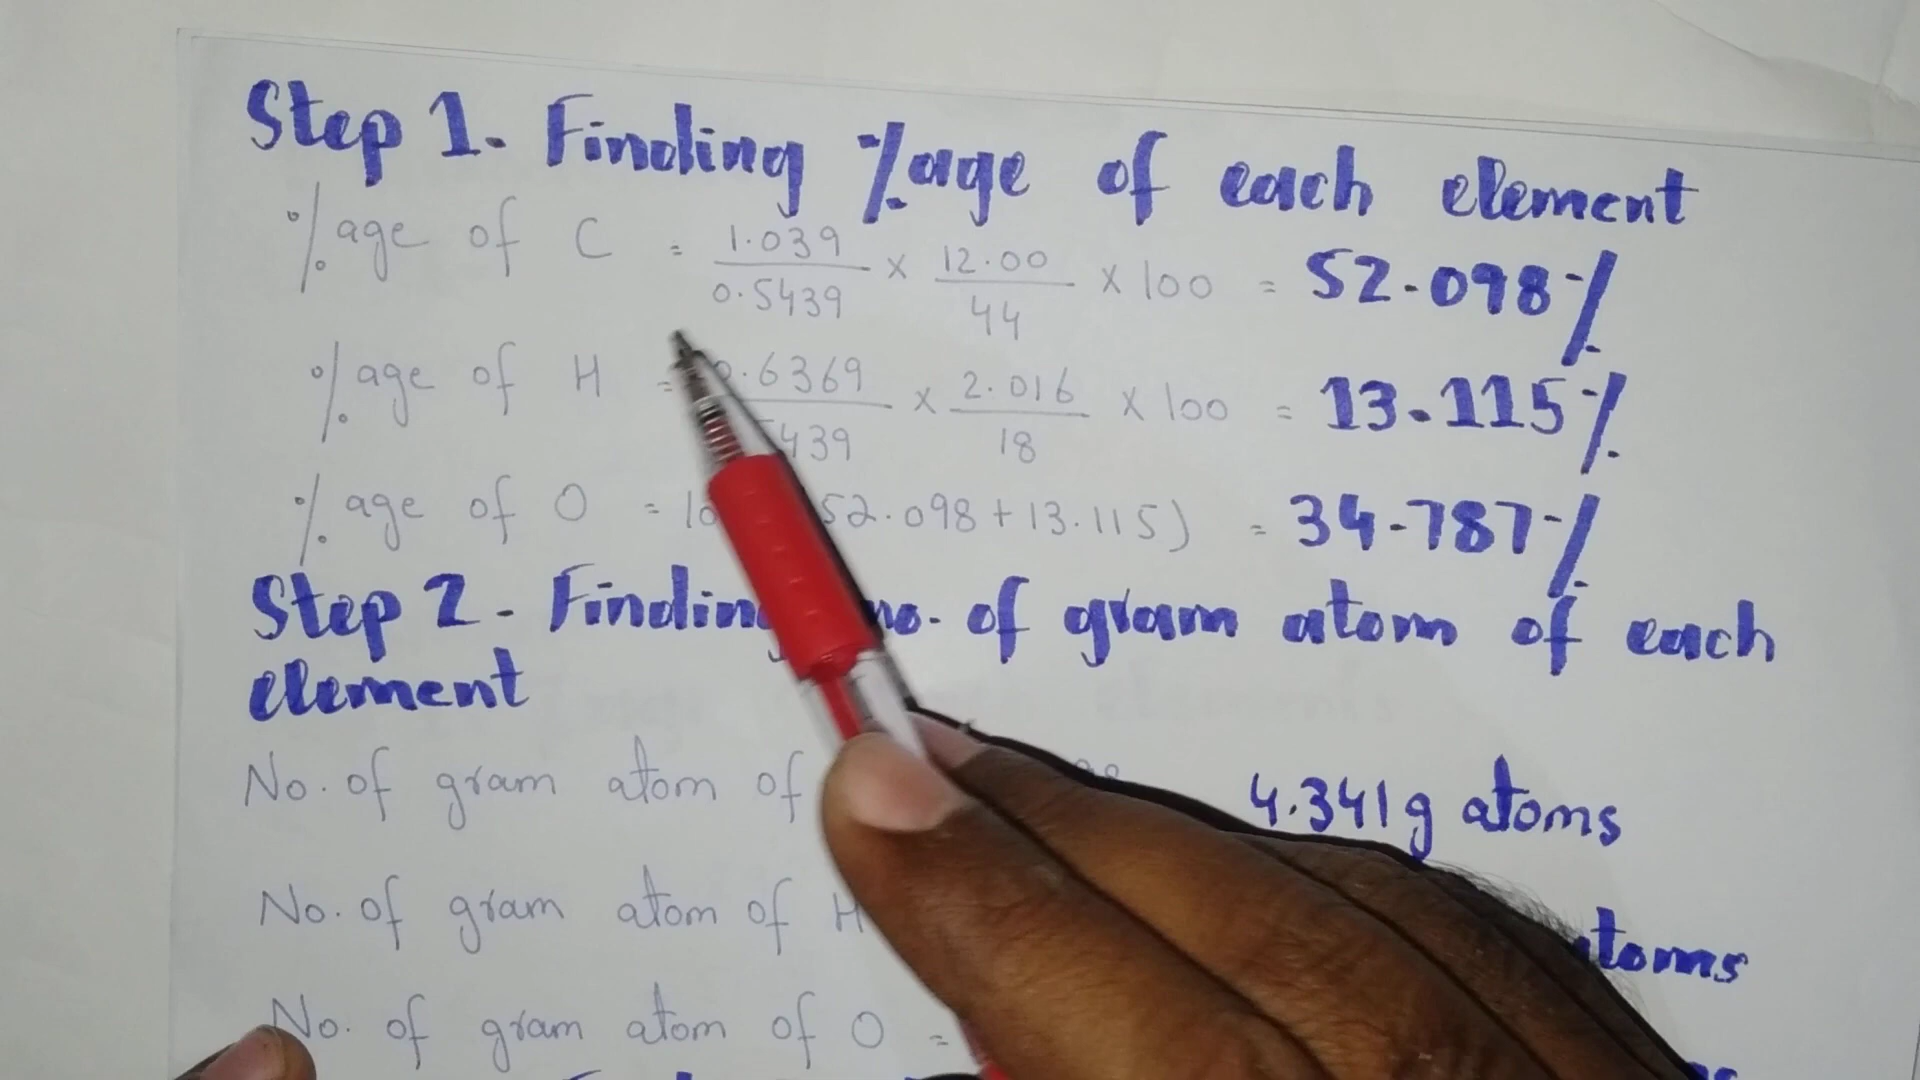 Step 1. Finding %age of each element
%age of C = 1.039/0.5439 × 12.00/44 × 100 = 52.098%
%age of H = 0.6369/5439 × 2.016/18 × 100 = 13.115%
%age of O = 52.098+13.115) = 34.787%
Step 2. Finding no. of gram atom of each
element
No. of gram atom of 4.341g atoms
No. of gram atom of H
No. of gram atom of O =